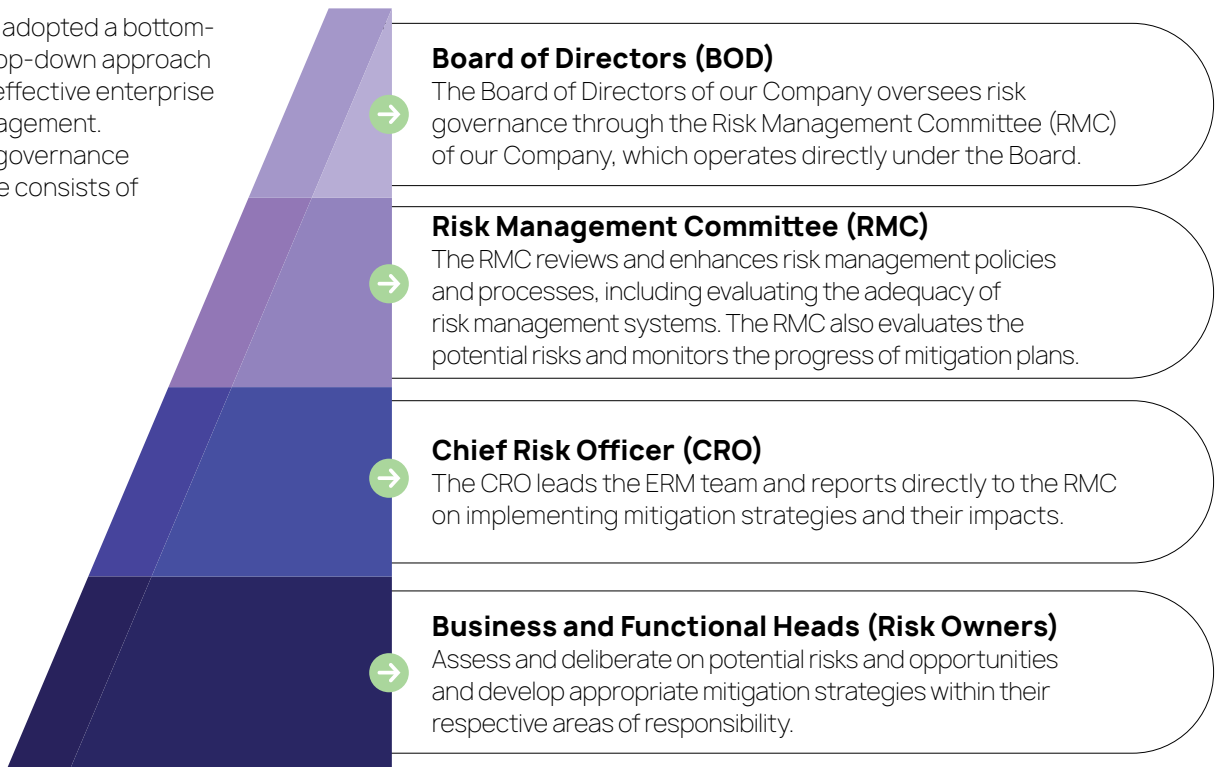 adopted a bottom-
top-down approach
effective enterprise
agement.
governance
e consists of
Board of Directors (BOD)
The Board of Directors of our Company oversees risk
governance through the Risk Management Committee (RMC)
of our Company, which operates directly under the Board.
Risk Management Committee (RMC)
The RMC reviews and enhances risk management policies
and processes, including evaluating the adequacy of
risk management systems. The RMC also evaluates the
potential risks and monitors the progress of mitigation plans.
Chief Risk Officer (CRO)
The CRO leads the ERM team and reports directly to the RMC
on implementing mitigation strategies and their impacts.
Business and Functional Heads (Risk Owners)
Assess and deliberate on potential risks and opportunities
and develop appropriate mitigation strategies within their
respective areas of responsibility.